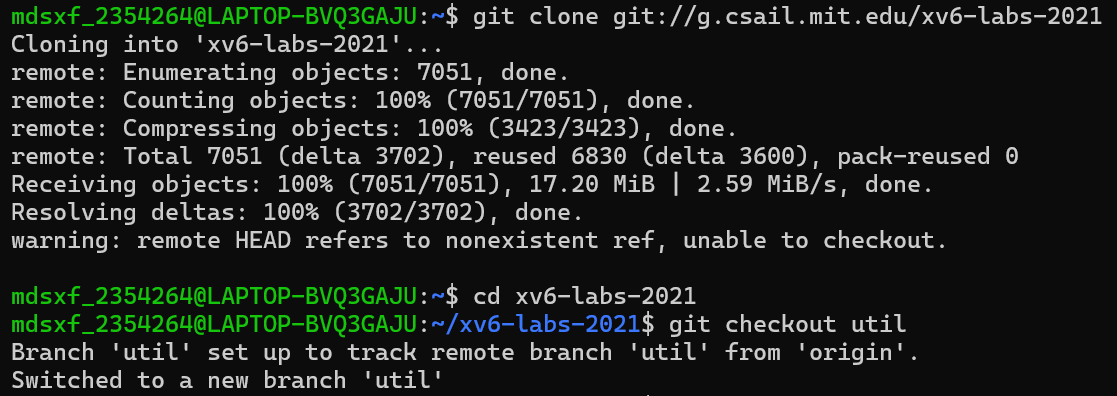 mdsxf_2354264@LAPTOP-BVQ3GAJU:~$ git clone git://g.csail.mit.edu/xv6-labs-2021
Cloning into 'xv6-labs-2021'...
remote: Enumerating objects: 7051, done.
remote: Counting objects: 100% (7051/7051), done.
remote: Compressing objects: 100% (3423/3423), done.
remote: Total 7051 (delta 3702), reused 6830 (delta 3600), pack-reused 0
Receiving objects: 100% (7051/7051), 17.20 MiB | 2.59 MiB/s, done.
Resolving deltas: 100% (3702/3702), done.
warning: remote HEAD refers to nonexistent ref, unable to checkout.
mdsxf_2354264@LAPTOP-BVQ3GAJU:~$ cd xv6-labs-2021
mdsxf_2354264@LAPTOP-BVQ3GAJU:~/xv6-labs-2021$ git checkout util
Branch 'util' set up to track remote branch 'util' from 'origin'.
Switched to a new branch 'util'